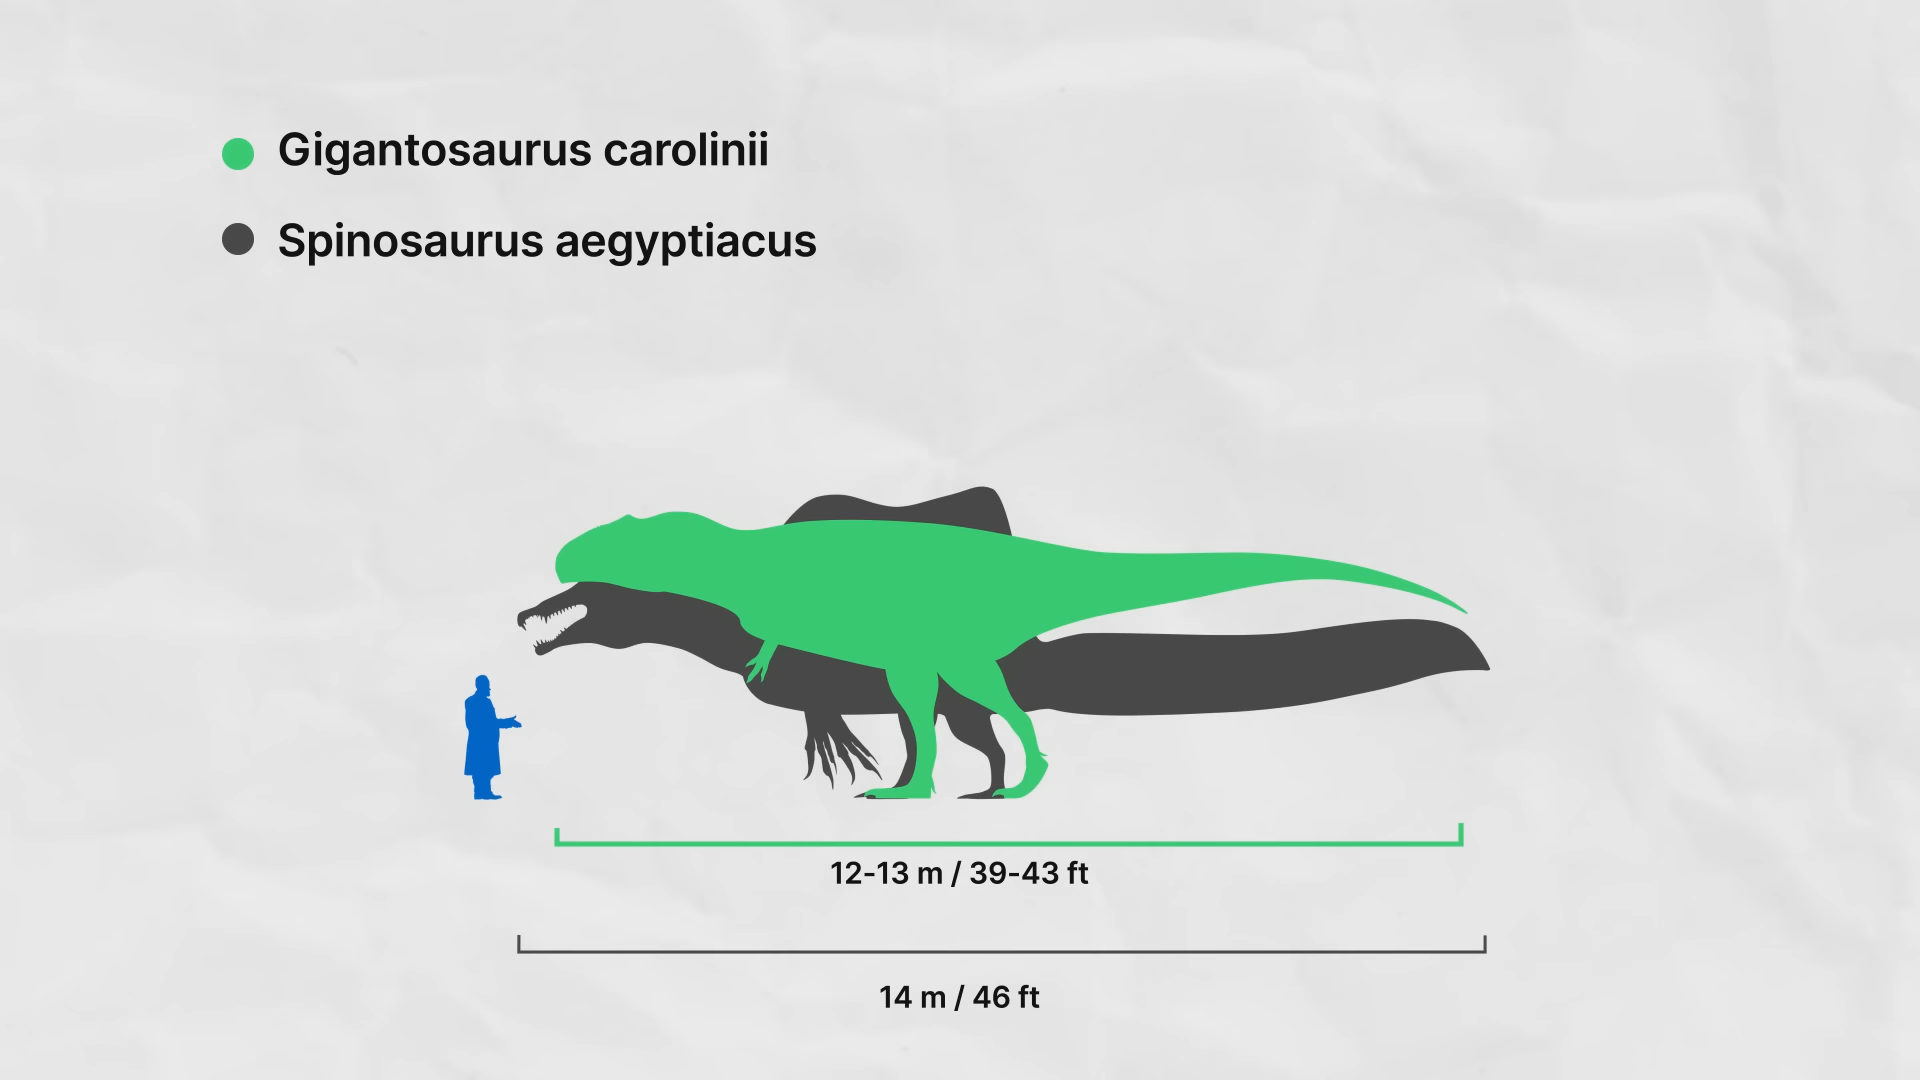 Gigantosaurus carolinii
Spinosaurus aegyptiacus
12-13 m / 39-43 ft
14 m / 46 ft